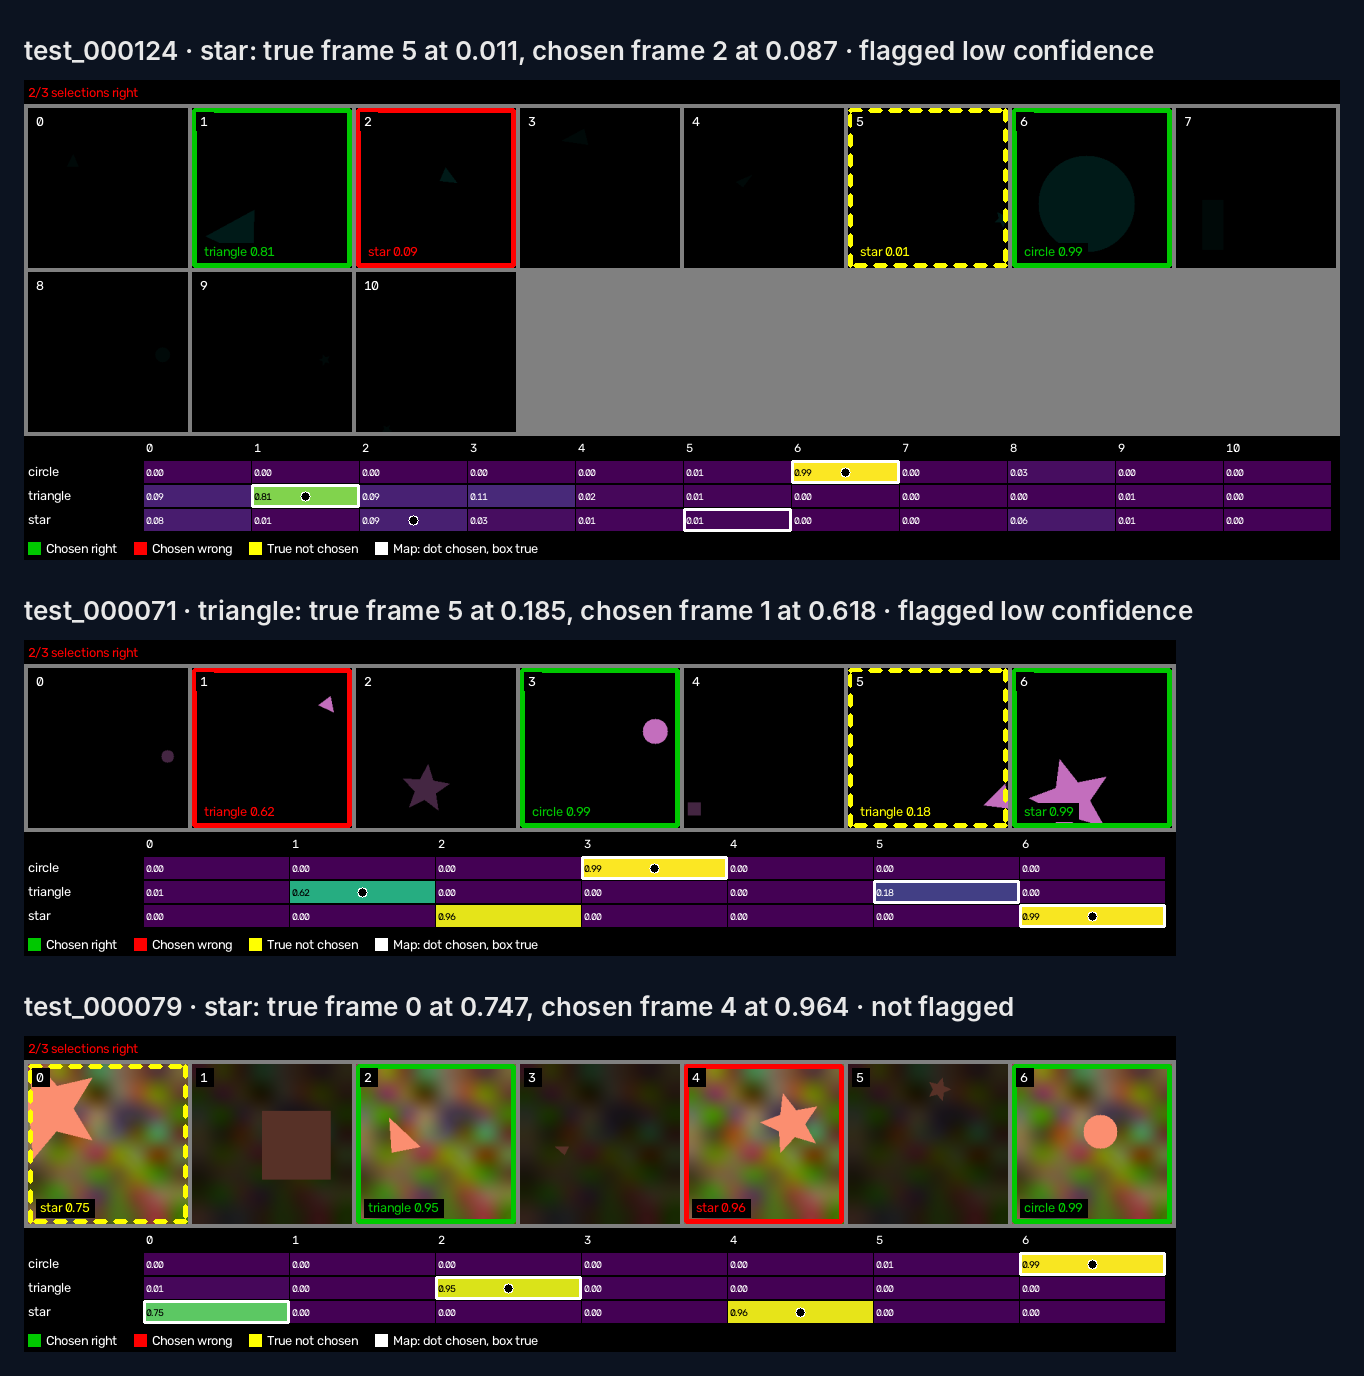 test_000124 · star: true frame 5 at 0.011, chosen frame 2 at 0.087 · flagged low confidence
2/3 selections right
0 1 2 3 4 5 6 7
triangle 0.81 star 0.09 star 0.01 circle 0.99
8 9 10
0 1 2 3 4 5 6 7 8 9 10
circle 0.00 0.00 0.00 0.00 0.00 0.01 0.99 0.00 0.03 0.00 0.00
triangle 0.09 0.81 0.09 0.11 0.02 0.01 0.00 0.00 0.00 0.01 0.00
star 0.08 0.01 0.09 0.03 0.01 0.01 0.00 0.00 0.06 0.01 0.00
Chosen right Chosen wrong True not chosen Map: dot chosen, box true
test_000071 · triangle: true frame 5 at 0.185, chosen frame 1 at 0.618 · flagged low confidence
2/3 selections right
0 1 2 3 4 5 6
triangle 0.62 circle 0.99 triangle 0.18 star 0.99
0 1 2 3 4 5 6
circle 0.00 0.00 0.00 0.99 0.00 0.00 0.00
triangle 0.01 0.62 0.00 0.00 0.00 0.18 0.00
star 0.00 0.00 0.96 0.00 0.00 0.00 0.99
Chosen right Chosen wrong True not chosen Map: dot chosen, box true
test_000079 · star: true frame 0 at 0.747, chosen frame 4 at 0.964 · not flagged
2/3 selections right
0 1 2 3 4 5 6
star 0.75 triangle 0.95 star 0.96 circle 0.99
0 1 2 3 4 5 6
circle 0.00 0.00 0.00 0.00 0.00 0.01 0.99
triangle 0.01 0.00 0.95 0.00 0.00 0.00 0.00
star 0.75 0.00 0.00 0.00 0.96 0.00 0.00
Chosen right Chosen wrong True not chosen Map: dot chosen, box true